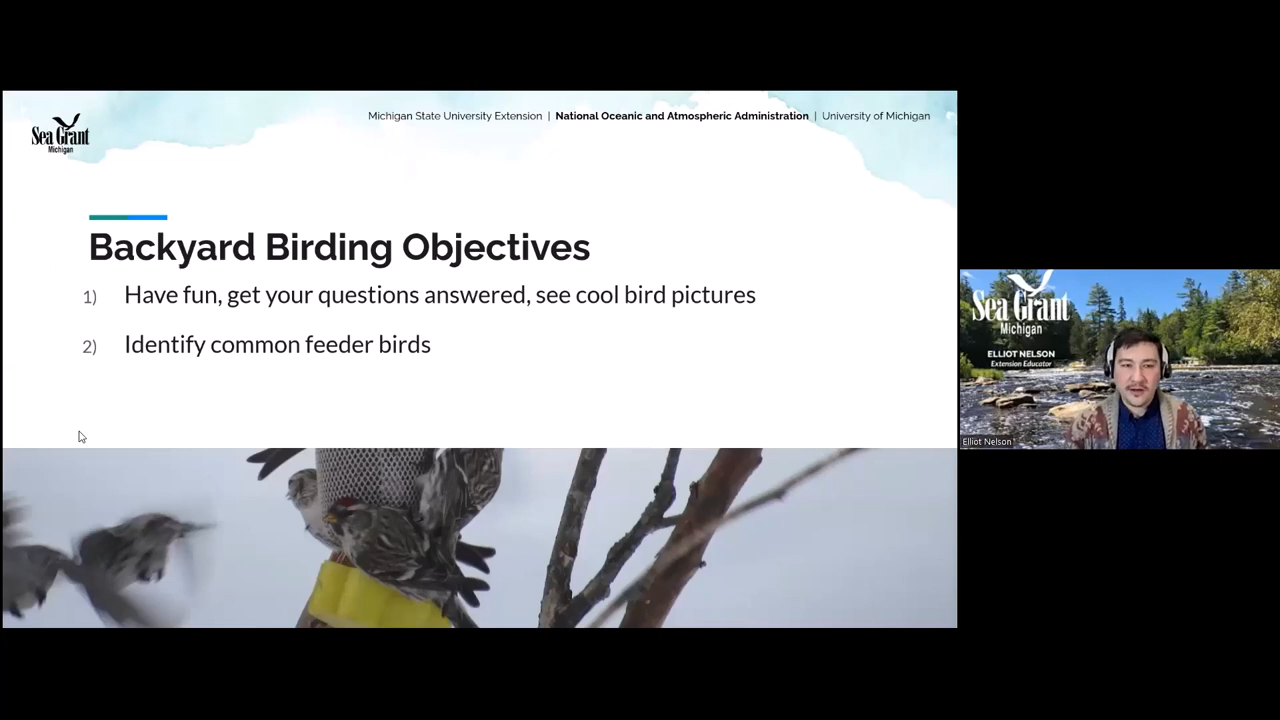 Sea Grant
Michigan
Michigan State University Extension | National Oceanic and Atmospheric Administration | University of Michigan
Backyard Birding Objectives
1) Have fun, get your questions answered, see cool bird pictures
2) Identify common feeder birds
Sea Grant
Michigan
ELLIOT NELSON
Extension Educator
Elliot Nelson